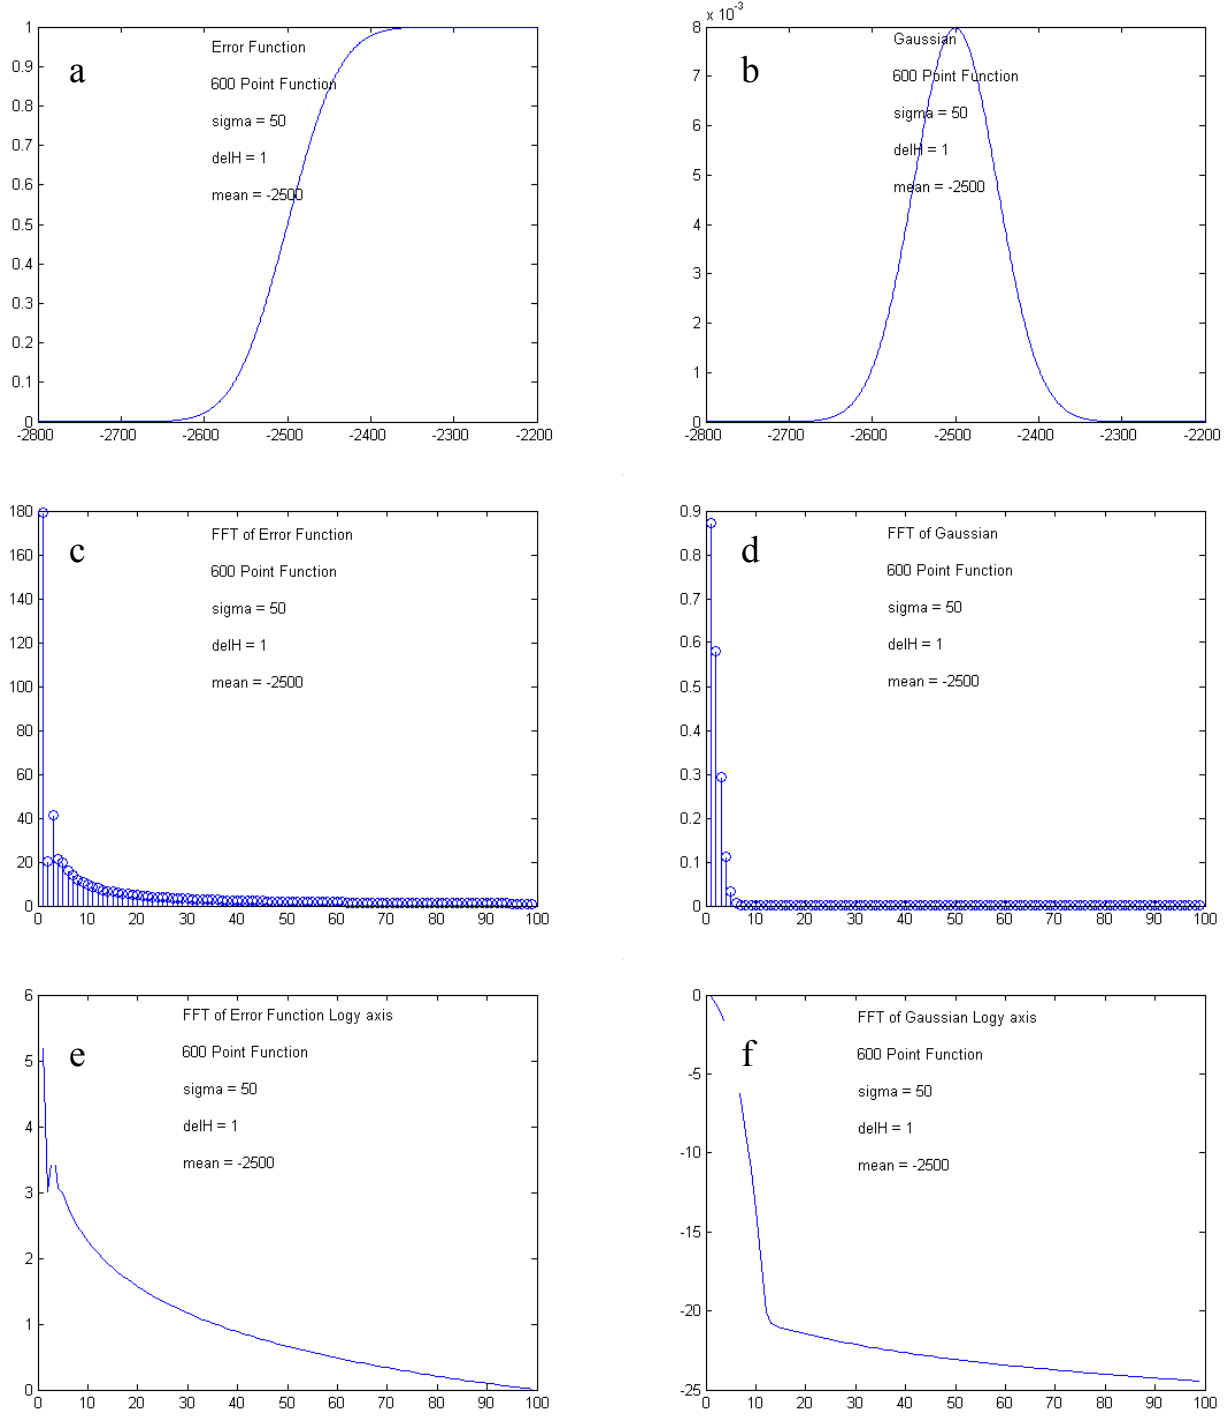 a
Error Function
600 Point Function
sigma = 50
delH = 1
mean = -2500
1
0.9
0.8
0.7
0.6
0.5
0.4
0.3
0.2
0.1
0
-2800 -2700 -2600 -2500 -2400 -2300 -2200
x 10⁻³
b
Gaussian
600 Point Function
sigma = 50
delH = 1
mean = -2500
8
7
6
5
4
3
2
1
0
-2800 -2700 -2600 -2500 -2400 -2300 -2200
c
FFT of Error Function
600 Point Function
sigma = 50
delH = 1
mean = -2500
180
160
140
120
100
80
60
40
20
0
0 10 20 30 40 50 60 70 80 90 100
d
FFT of Gaussian
600 Point Function
sigma = 50
delH = 1
mean = -2500
0.9
0.8
0.7
0.6
0.5
0.4
0.3
0.2
0.1
0
0 10 20 30 40 50 60 70 80 90 100
e
FFT of Error Function Logy axis
600 Point Function
sigma = 50
delH = 1
mean = -2500
6
5
4
3
2
1
0
0 10 20 30 40 50 60 70 80 90 100
f
FFT of Gaussian Logy axis
600 Point Function
sigma = 50
delH = 1
mean = -2500
0
-5
-10
-15
-20
-25
0 10 20 30 40 50 60 70 80 90 100